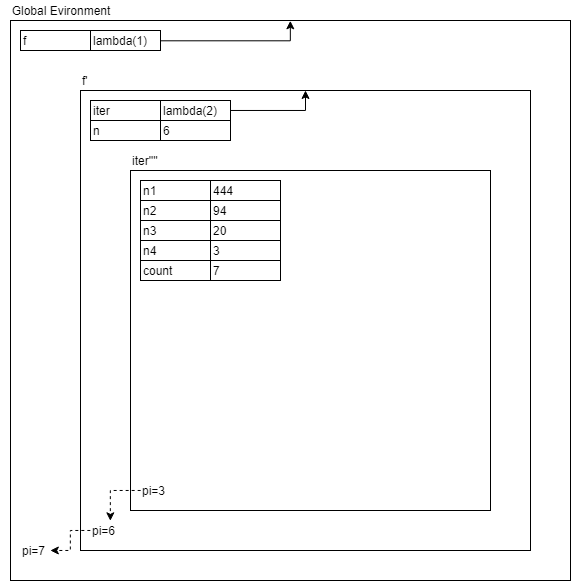 Global Evironment
f lambda(1)
f'
iter lambda(2)
n 6
iter""
n1 444
n2 94
n3 20
n4 3
count 7
pi=3
pi=6
pi=7